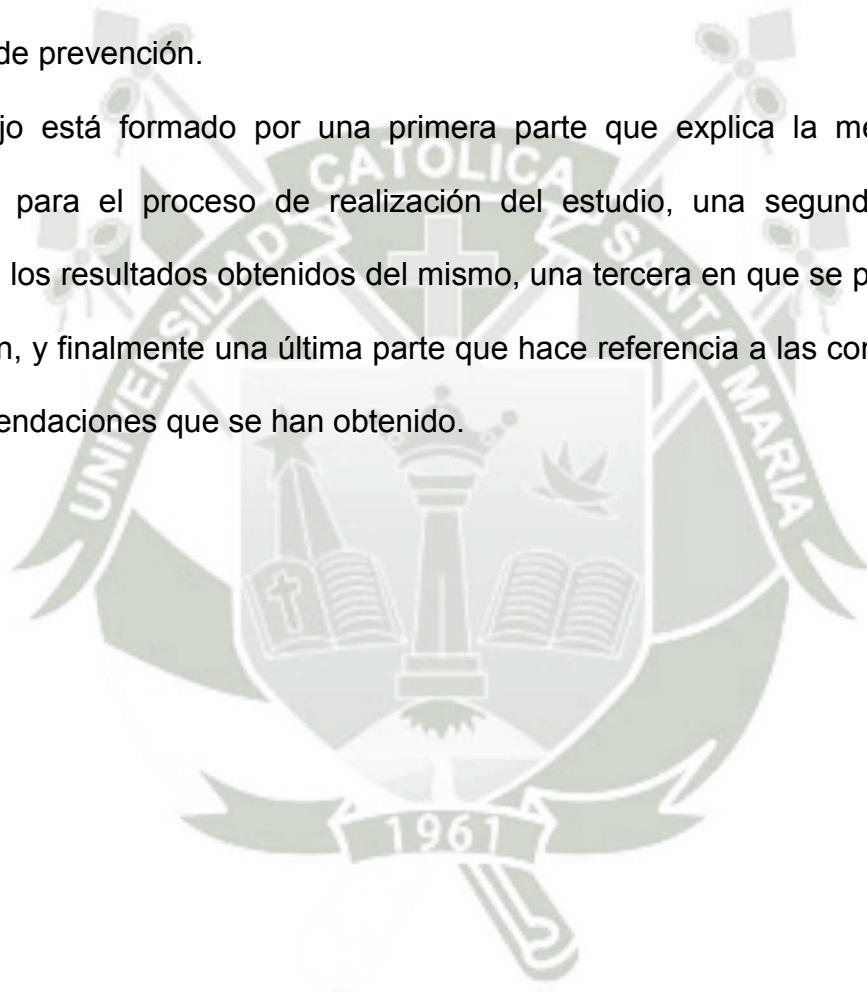 de prevención.
jo está formado por una primera parte que explica la me
para el proceso de realización del estudio, una segund
los resultados obtenidos del mismo, una tercera en que se p
n, y finalmente una última parte que hace referencia a las con
endaciones que se han obtenido.
UNIVERSIDAD CATOLICA SANTA MARIA
1961